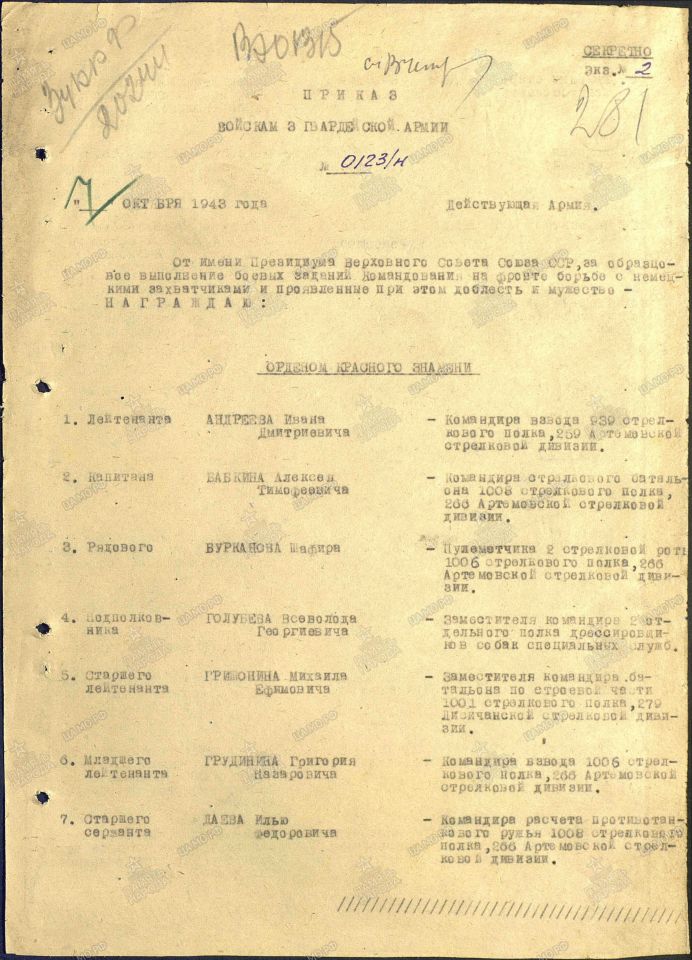 СЕКРЕТНО
экз.№ 2
281
ПРИКАЗ
ВОЙСКАМ 3 ГВАРДЕЙСКОЙ АРМИИ
№ 0123/н
"7" ОКТЯБРЯ 1943 года Действующая Армия.
От имени Президиума Верховного Совета Союза ССР, за образцо-
вое выполнение боевых заданий Командования на фронте борьбе с немец-
кими захватчиками и проявленные при этом доблесть и мужество -
НАГРАЖДАЮ:
ОРДЕНОМ КРАСНОГО ЗНАМЕНИ
1. Лейтенанта АНДРЕЕВА Ивана - Командира взвода 939 стрел-
Дмитриевича кового полка, 259 Артемовской
стрелковой дивизии.
2. Капитана БАБКИНА Алексея - Командира стрелкового баталь-
Тимофеевича она 1008 стрелкового полка,
266 Артемовской стрелковой
дивизии.
3. Рядового БУРКАНОВА Шафира - Пулеметчика 2 стрелковой роты
1006 стрелкового полка, 266
Артемовской стрелковой диви-
зии.
4. Подполков- ГОЛУБЕВА Всеволода - Заместителя командира 2 от-
ника Георгиевича дельного полка дрессировщи-
ков собак специальных служб.
5. Старшего ГРИШОНИНА Михаила - Заместителя командира ба-
лейтенанта Ефимовича тальона по строевой части
1001 стрелкового полка, 279
Лисичанской стрелковой диви-
зии.
6. Младшего ГРУДИНИНА Григория - Командира взвода 1006 стрел-
лейтенанта Назаровича кового полка, 266 Артемовской
стрелковой дивизии.
7. Старшего ДАЕВА Илью - Командира расчета противотан-
сержанта Федоровича кового ружья 1008 стрелкового
полка, 266 Артемовской стрел-
ковой дивизии.